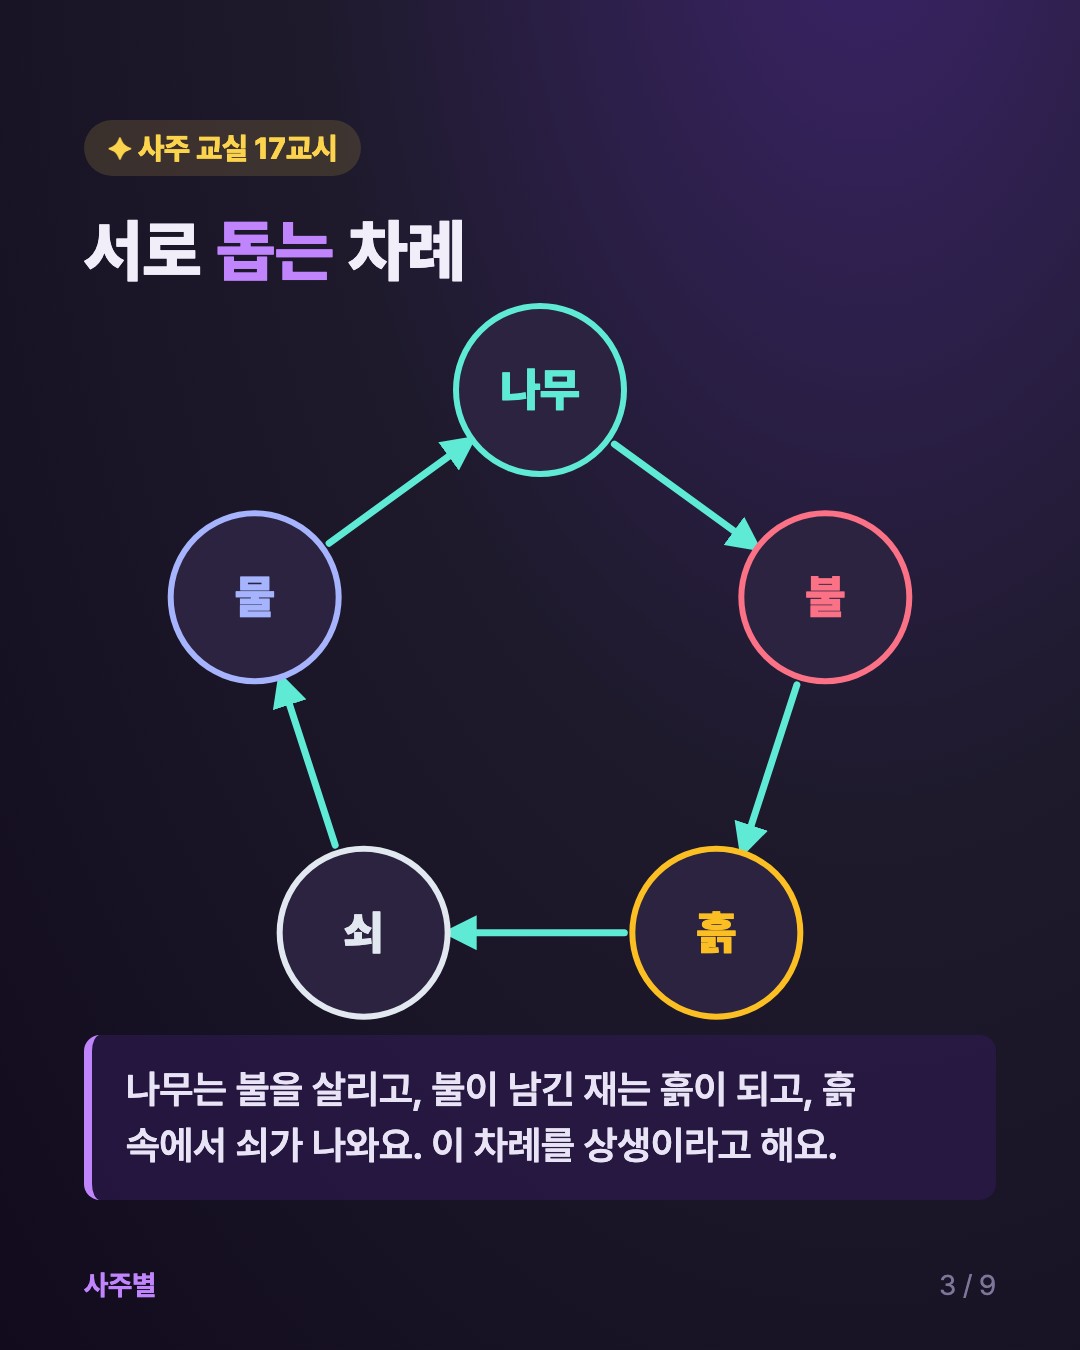 ✦ 사주 교실 17교시
서로 돕는 차례
나무
물
불
쇠
흙
나무는 불을 살리고, 불이 남긴 재는 흙이 되고, 흙
속에서 쇠가 나와요. 이 차례를 상생이라고 해요.
사주별
3 / 9